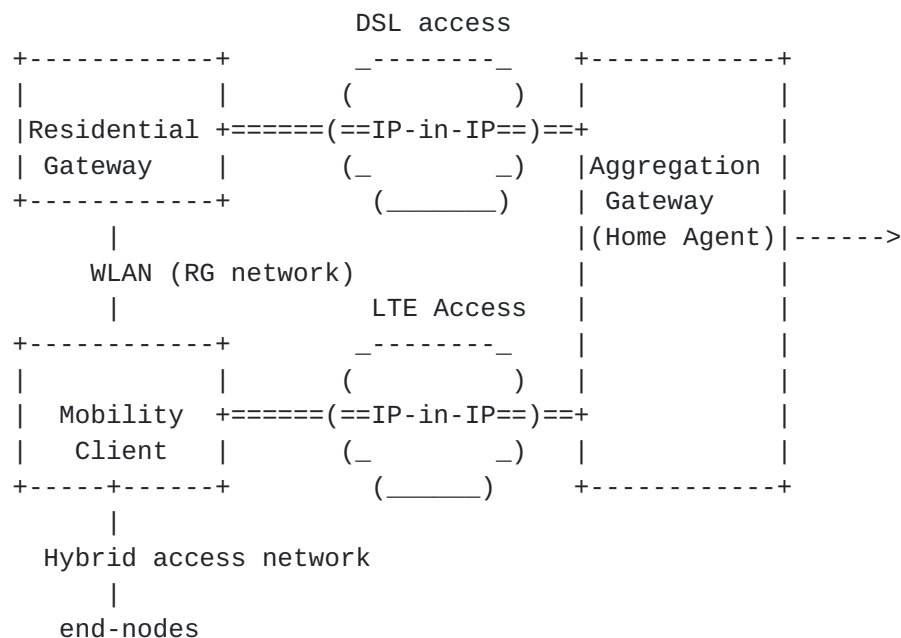 DSL access
Residential
Gateway
IP-in-IP
Aggregation
Gateway
(Home Agent)
WLAN (RG network)
LTE Access
Mobility
Client
IP-in-IP
Hybrid access network
end-nodes